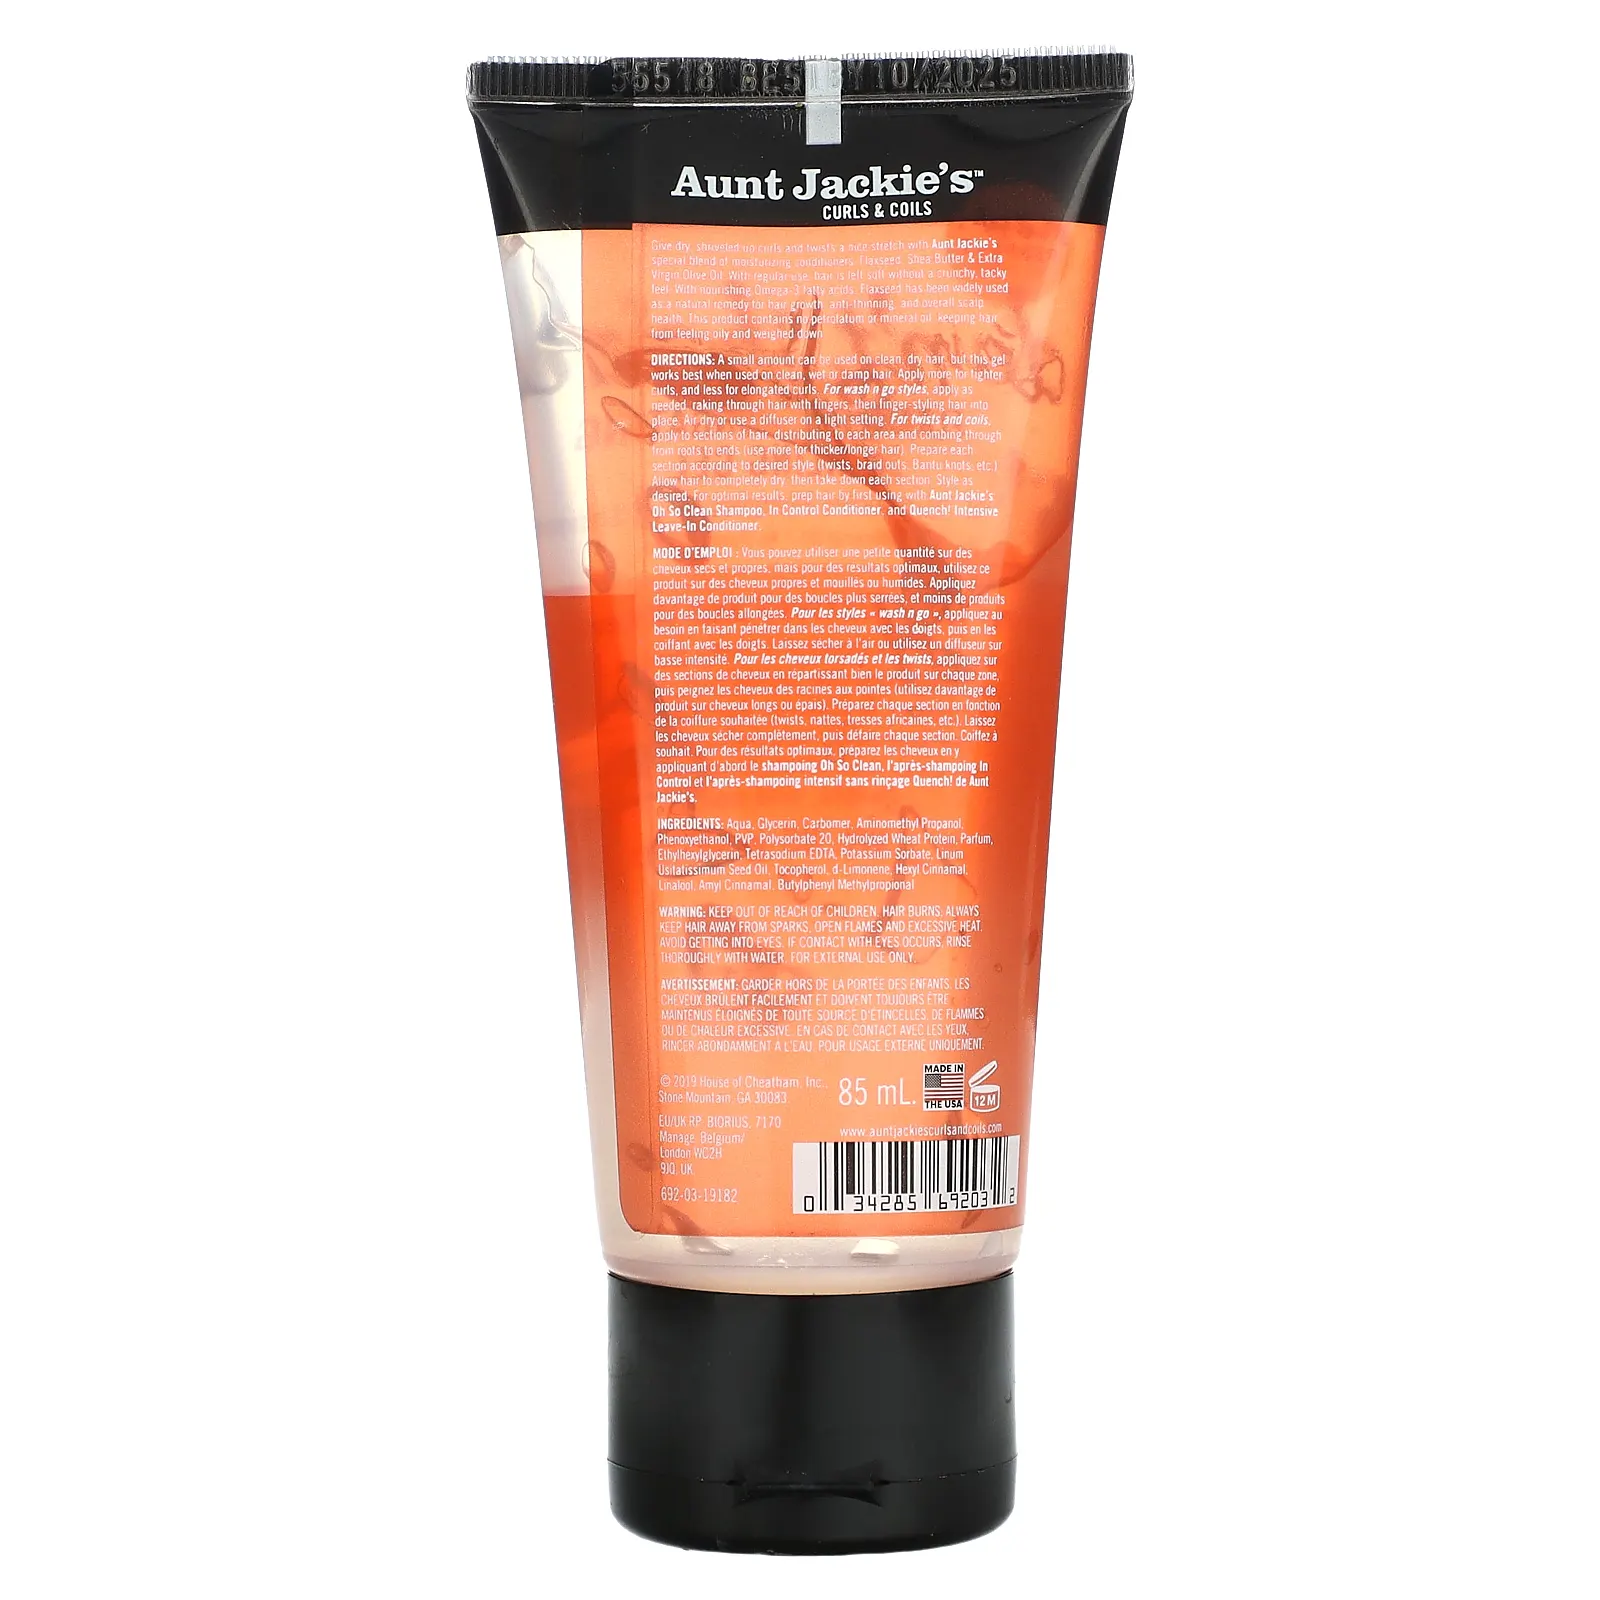 56518 BEST BY 10/2025
Aunt Jackie's™
CURLS & COILS
Give dry, shriveled up curls and twists a nice stretch with Aunt Jackie's
special blend of moisturizing conditioners, Flaxseed, Shea Butter & Extra
Virgin Olive Oil. With regular use, hair is left soft without a crunchy, tacky
feel. With nourishing Omega-3 fatty acids, Flaxseed has been widely used
as a natural remedy for hair growth, anti-thinning, and overall scalp
health. This product contains no petrolatum or mineral oil, keeping hair
from feeling oily and weighed down.
DIRECTIONS: A small amount can be used on clean, dry hair, but this gel
works best when used on clean, wet or damp hair. Apply more for tighter
curls, and less for elongated curls. For wash n go styles, apply as
needed, raking through hair with fingers, then finger-styling hair into
place. Air dry or use a diffuser on a light setting. For twists and coils,
apply to sections of hair, distributing to each area and combing through
from roots to ends (use more for thicker/longer hair). Prepare each
section according to desired style (twists, braid outs, Bantu knots, etc.)
Allow hair to completely dry, then take down each section. Style as
desired. For optimal results, prep hair by first using with Aunt Jackie's
Oh So Clean Shampoo, In Control Conditioner, and Quench! Intensive
Leave-In Conditioner.
MODE D'EMPLOI : Vous pouvez utiliser une petite quantité sur des
cheveux secs et propres, mais pour des résultats optimaux, utilisez ce
produit sur des cheveux propres et mouillés ou humides. Appliquez
davantage de produit pour des boucles plus serrées, et moins de produits
pour des boucles allongées. Pour les styles « wash n go », appliquez au
besoin en faisant pénétrer dans les cheveux avec les doigts, puis en les
coiffant avec les doigts. Laissez sécher à l'air ou utilisez un diffuseur sur
basse intensité. Pour les cheveux torsadés et les twists, appliquez sur
des sections de cheveux en répartissant bien le produit sur chaque zone,
puis peignez les cheveux des racines aux pointes (utilisez davantage de
produit sur cheveux longs ou épais). Préparez chaque section en fonction
de la coiffure souhaitée (twists, nattes, tresses africaines, etc.). Laissez
les cheveux sécher complètement, puis défaire chaque section. Coiffez à
souhait. Pour des résultats optimaux, préparez les cheveux en y
appliquant d'abord le shampoing Oh So Clean, l'après-shampoing In
Control et l'après-shampoing intensif sans rinçage Quench! de Aunt
Jackie's.
INGREDIENTS: Aqua, Glycerin, Carbomer, Aminomethyl Propanol,
Phenoxyethanol, PVP, Polysorbate 20, Hydrolyzed Wheat Protein, Parfum,
Ethylhexylglycerin, Tetrasodium EDTA, Potassium Sorbate, Linum
Usitatissimum Seed Oil, Tocopherol, d-Limonene, Hexyl Cinnamal,
Linalool, Amyl Cinnamal, Butylphenyl Methylpropional
WARNING: KEEP OUT OF REACH OF CHILDREN. HAIR BURNS. ALWAYS
KEEP HAIR AWAY FROM SPARKS, OPEN FLAMES AND EXCESSIVE HEAT.
AVOID GETTING INTO EYES. IF CONTACT WITH EYES OCCURS, RINSE
THOROUGHLY WITH WATER. FOR EXTERNAL USE ONLY.
AVERTISSEMENT: GARDER HORS DE LA PORTÉE DES ENFANTS. LES
CHEVEUX BRÛLENT FACILEMENT ET DOIVENT TOUJOURS ÊTRE
MAINTENUS ÉLOIGNÉS DE TOUTE SOURCE D'ÉTINCELLES, DE FLAMMES
OU DE CHALEUR EXCESSIVE. EN CAS DE CONTACT AVEC LES YEUX,
RINCER ABONDAMMENT À L'EAU. POUR USAGE EXTERNE UNIQUEMENT.
© 2019 House of Cheatham, Inc.,
Stone Mountain, GA 30083
85 mL.
MADE IN
THE USA
12 M
EU/UK RP. BIORIUS, 7170
Manage, Belgium/
London WC2H
9JQ, UK
www.auntjackiescurlsandcoils.com
692-03-19182
0 34285 69203 2